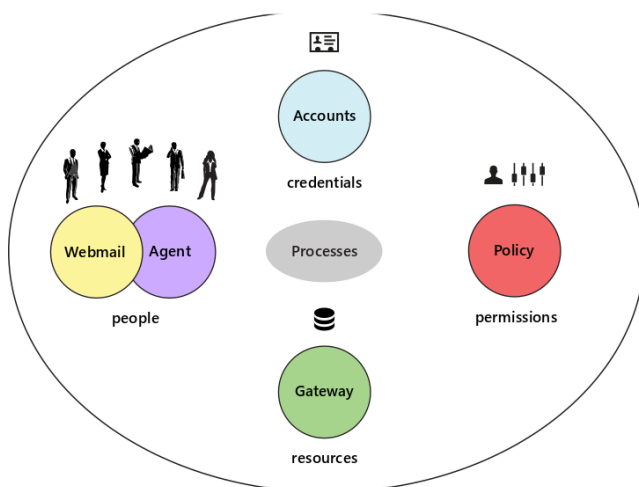 Accounts
credentials
Webmail
Agent
people
Processes
Policy
permissions
Gateway
resources